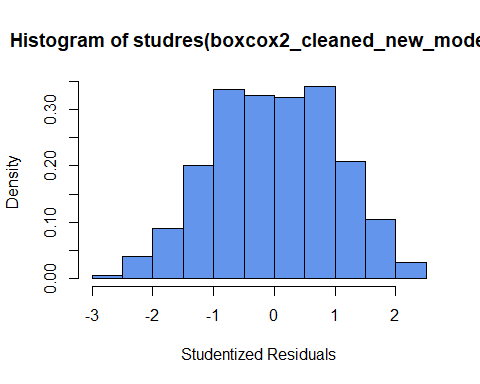 Histogram of studres(boxcox2_cleaned_new_mode
0.30
0.20
0.10
0.00
Density
-3 -2 -1 0 1 2
Studentized Residuals